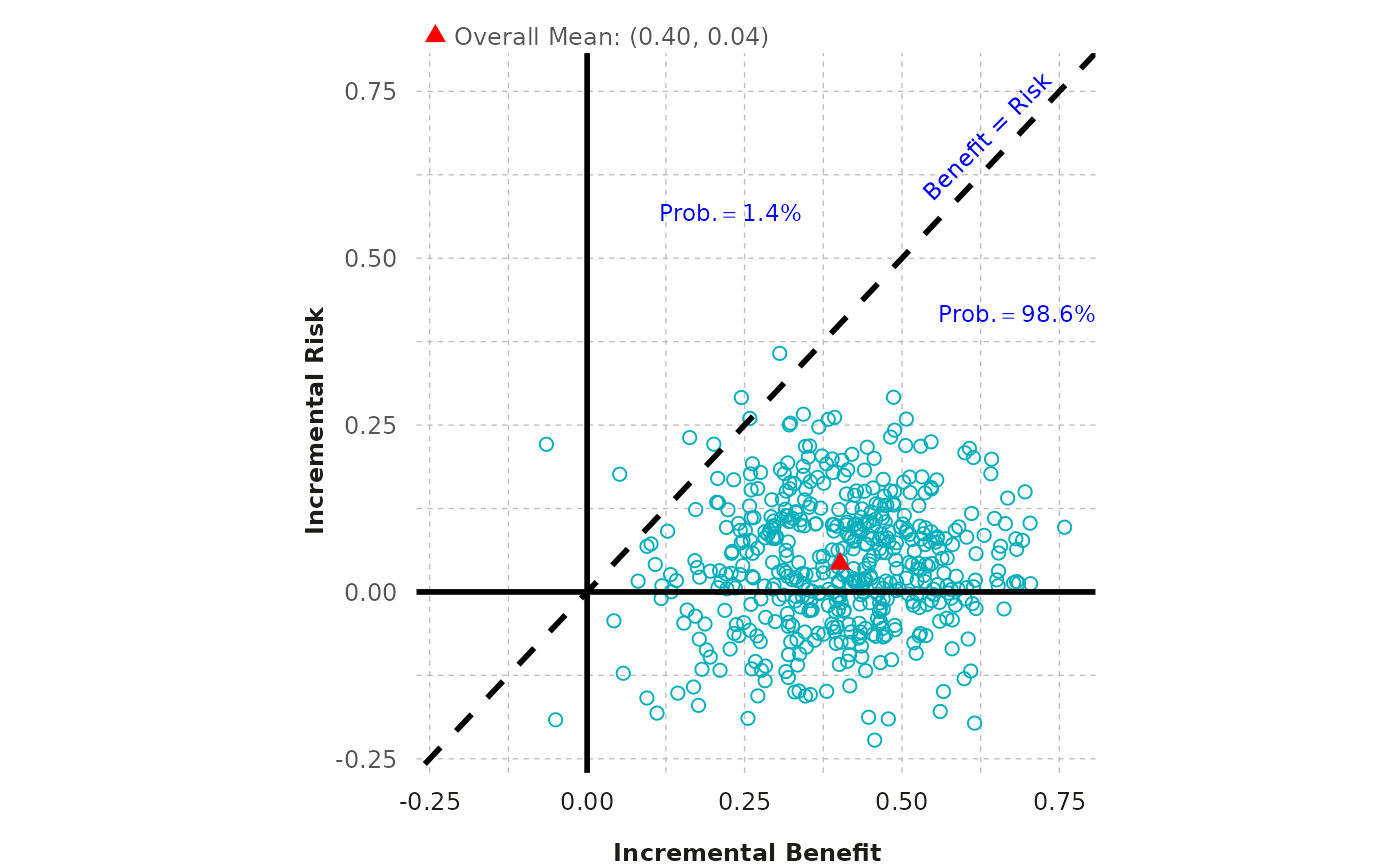 Overall Mean: (0.40, 0.04)
0.75
Benefit = Risk
Prob. = 1.4%
0.50
Prob. = 98.6%
Incremental Risk
0.25
0.00
-0.25
-0.25 0.00 0.25 0.50 0.75
Incremental Benefit